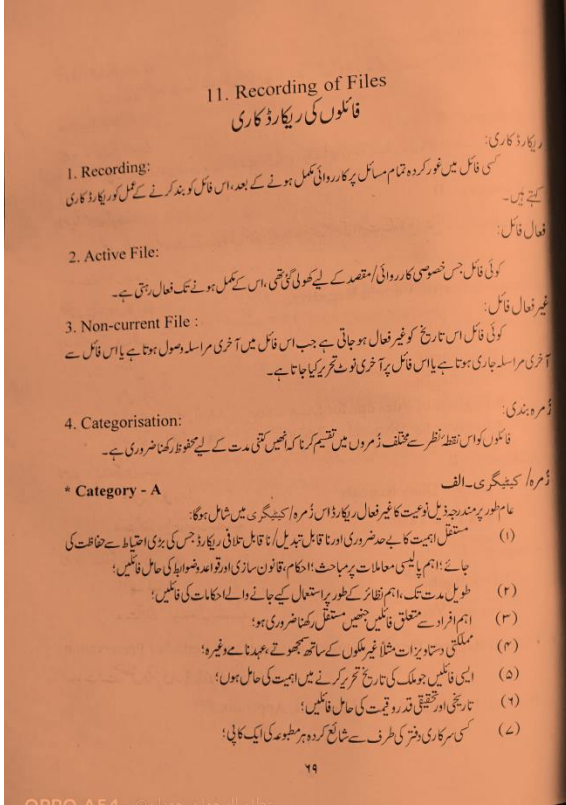 11. Recording of Files
فائلوں کی ریکارڈ کاری
ریکارڈ کاری:
1. Recording:
کسی فائل میں غور کردہ تمام مسائل پر کارروائی مکمل ہونے کے بعد، اس فائل کو بند کرنے کے عمل کو ریکارڈ کاری
کہتے ہیں۔
فعال فائل:
2. Active File:
کوئی فائل جس خصوصی کارروائی/مقصد کے لیے کھولی گئی تھی، اس کے مکمل ہونے تک فعال رہتی ہے۔
غیر فعال فائل:
3. Non-current File :
کوئی فائل اس تاریخ کو غیر فعال ہوجاتی ہے جب اس فائل میں آخری مراسلہ وصول ہوتا ہے یا اس فائل سے
آخری مراسلہ جاری ہوتا ہے یا اس فائل پر آخری نوٹ تحریر کیا جاتا ہے۔
زُمرہ بندی:
4. Categorisation:
فائلوں کو اس نقطۂ نظر سے مختلف زُمروں میں تقسیم کرنا کہ انھیں کتنی مدت کے لیے محفوظ رکھنا ضروری ہے۔
زُمرہ/ کیٹیگری۔الف
* Category - A
عام طور پر مندرجہ ذیل نوعیت کا غیر فعال ریکارڈ اس زُمرہ/کیٹیگری میں شامل ہوگا:
(۱) مستقل اہمیت کا بے حد ضروری اور ناقابل تبدیل/ناقابل تلافی ریکارڈ جس کی بڑی احتیاط سے حفاظت کی
جائے؛ اہم پالیسی معاملات پر مباحث؛ احکام، قانون سازی اور قواعد و ضوابط کی حامل فائلیں؛
(۲) طویل مدت تک، اہم نظائر کے طور پر استعمال کیے جانے والے احکامات کی فائلیں؛
(۳) اہم افراد سے متعلق فائلیں جنھیں مستقل رکھنا ضروری ہو؛
(۴) مملکتی دستاویزات مثلاً غیر ملکوں کے ساتھ سمجھوتے، عہد نامے وغیرہ؛
(۵) ایسی فائلیں جو ملک کی تاریخ تحریر کرنے میں اہمیت کی حامل ہوں؛
(۶) تاریخی اور تحقیقی قدر و قیمت کی حامل فائلیں؛
(۷) کسی سرکاری دفتر کی طرف سے شائع کردہ ہر مطبوعہ کی ایک کاپی؛
۶۹
OPPO A54